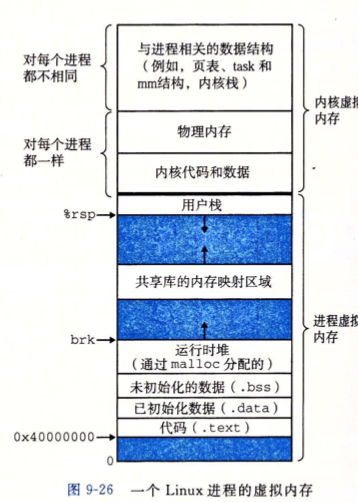 对每个进程
都不相同
与进程相关的数据结构
（例如，页表、task 和
mm结构，内核栈）
内核虚拟
内存
对每个进程
都一样
物理内存
内核代码和数据
用户栈
%rsp
共享库的内存映射区域
进程虚拟
内存
brk
运行时堆
（通过 malloc 分配的）
未初始化的数据（.bss）
已初始化数据（.data）
代码（.text）
0x40000000
0
图 9-26 一个 Linux 进程的虚拟内存